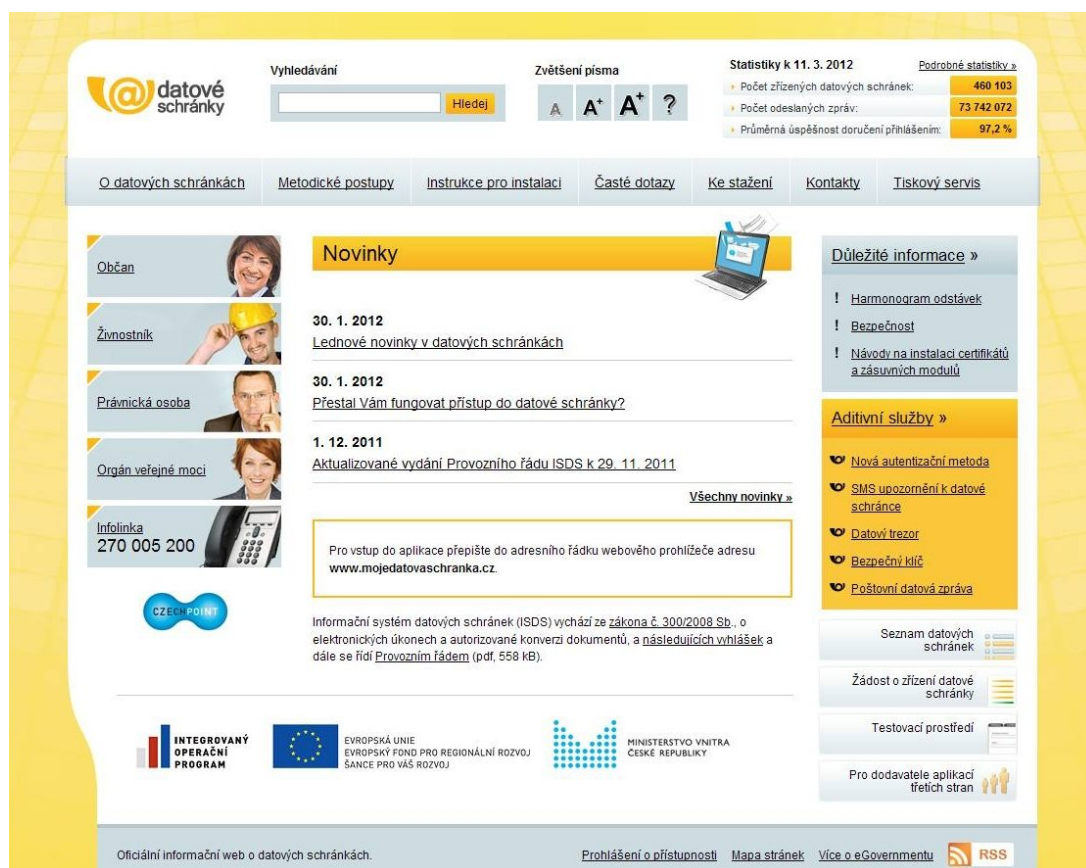 datové
schránky
Vyhledávání
Hledej
Zvětšení písma
A A+ A+ ?
Statistiky k 11. 3. 2012 Podrobné statistiky »
Počet zřízených datových schránek: 460 103
Počet odeslaných zpráv: 73 742 072
Průměrná úspěšnost doručení přihlášením: 97,2 %
O datových schránkách Metodické postupy Instrukce pro instalaci Časté dotazy Ke stažení Kontakty Tiskový servis
Občan
Živnostník
Právnická osoba
Orgán veřejné moci
Infolinka
270 005 200
CZECHPOINT
Novinky
30. 1. 2012
Lednové novinky v datových schránkách
30. 1. 2012
Přestal Vám fungovat přístup do datové schránky?
1. 12. 2011
Aktualizované vydání Provozního řádu ISDS k 29. 11. 2011
Všechny novinky »
Pro vstup do aplikace přepište do adresního řádku webového prohlížeče adresu
www.mojedatovaschranka.cz.
Informační systém datových schránek (ISDS) vychází ze zákona č. 300/2008 Sb., o
elektronických úkonech a autorizované konverzi dokumentů, a následujících vyhlášek a
dále se řídí Provozním řádem (pdf, 558 kB).
Důležité informace »
! Harmonogram odstávek
! Bezpečnost
! Návody na instalaci certifikátů
a zásuvných modulů
Aditivní služby »
Nová autentizační metoda
SMS upozornění k datové
schránce
Datový trezor
Bezpečný klíč
Poštovní datová zpráva
Seznam datových
schránek
Žádost o zřízení datové
schránky
Testovací prostředí
Pro dodavatele aplikací
třetích stran
INTEGROVANÝ
OPERAČNÍ
PROGRAM
EVROPSKÁ UNIE
EVROPSKÝ FOND PRO REGIONÁLNÍ ROZVOJ
ŠANCE PRO VÁŠ ROZVOJ
MINISTERSTVO VNITRA
ČESKÉ REPUBLIKY
Oficiální informační web o datových schránkách.
Prohlášení o přístupnosti Mapa stránek Více o eGovernmentu RSS